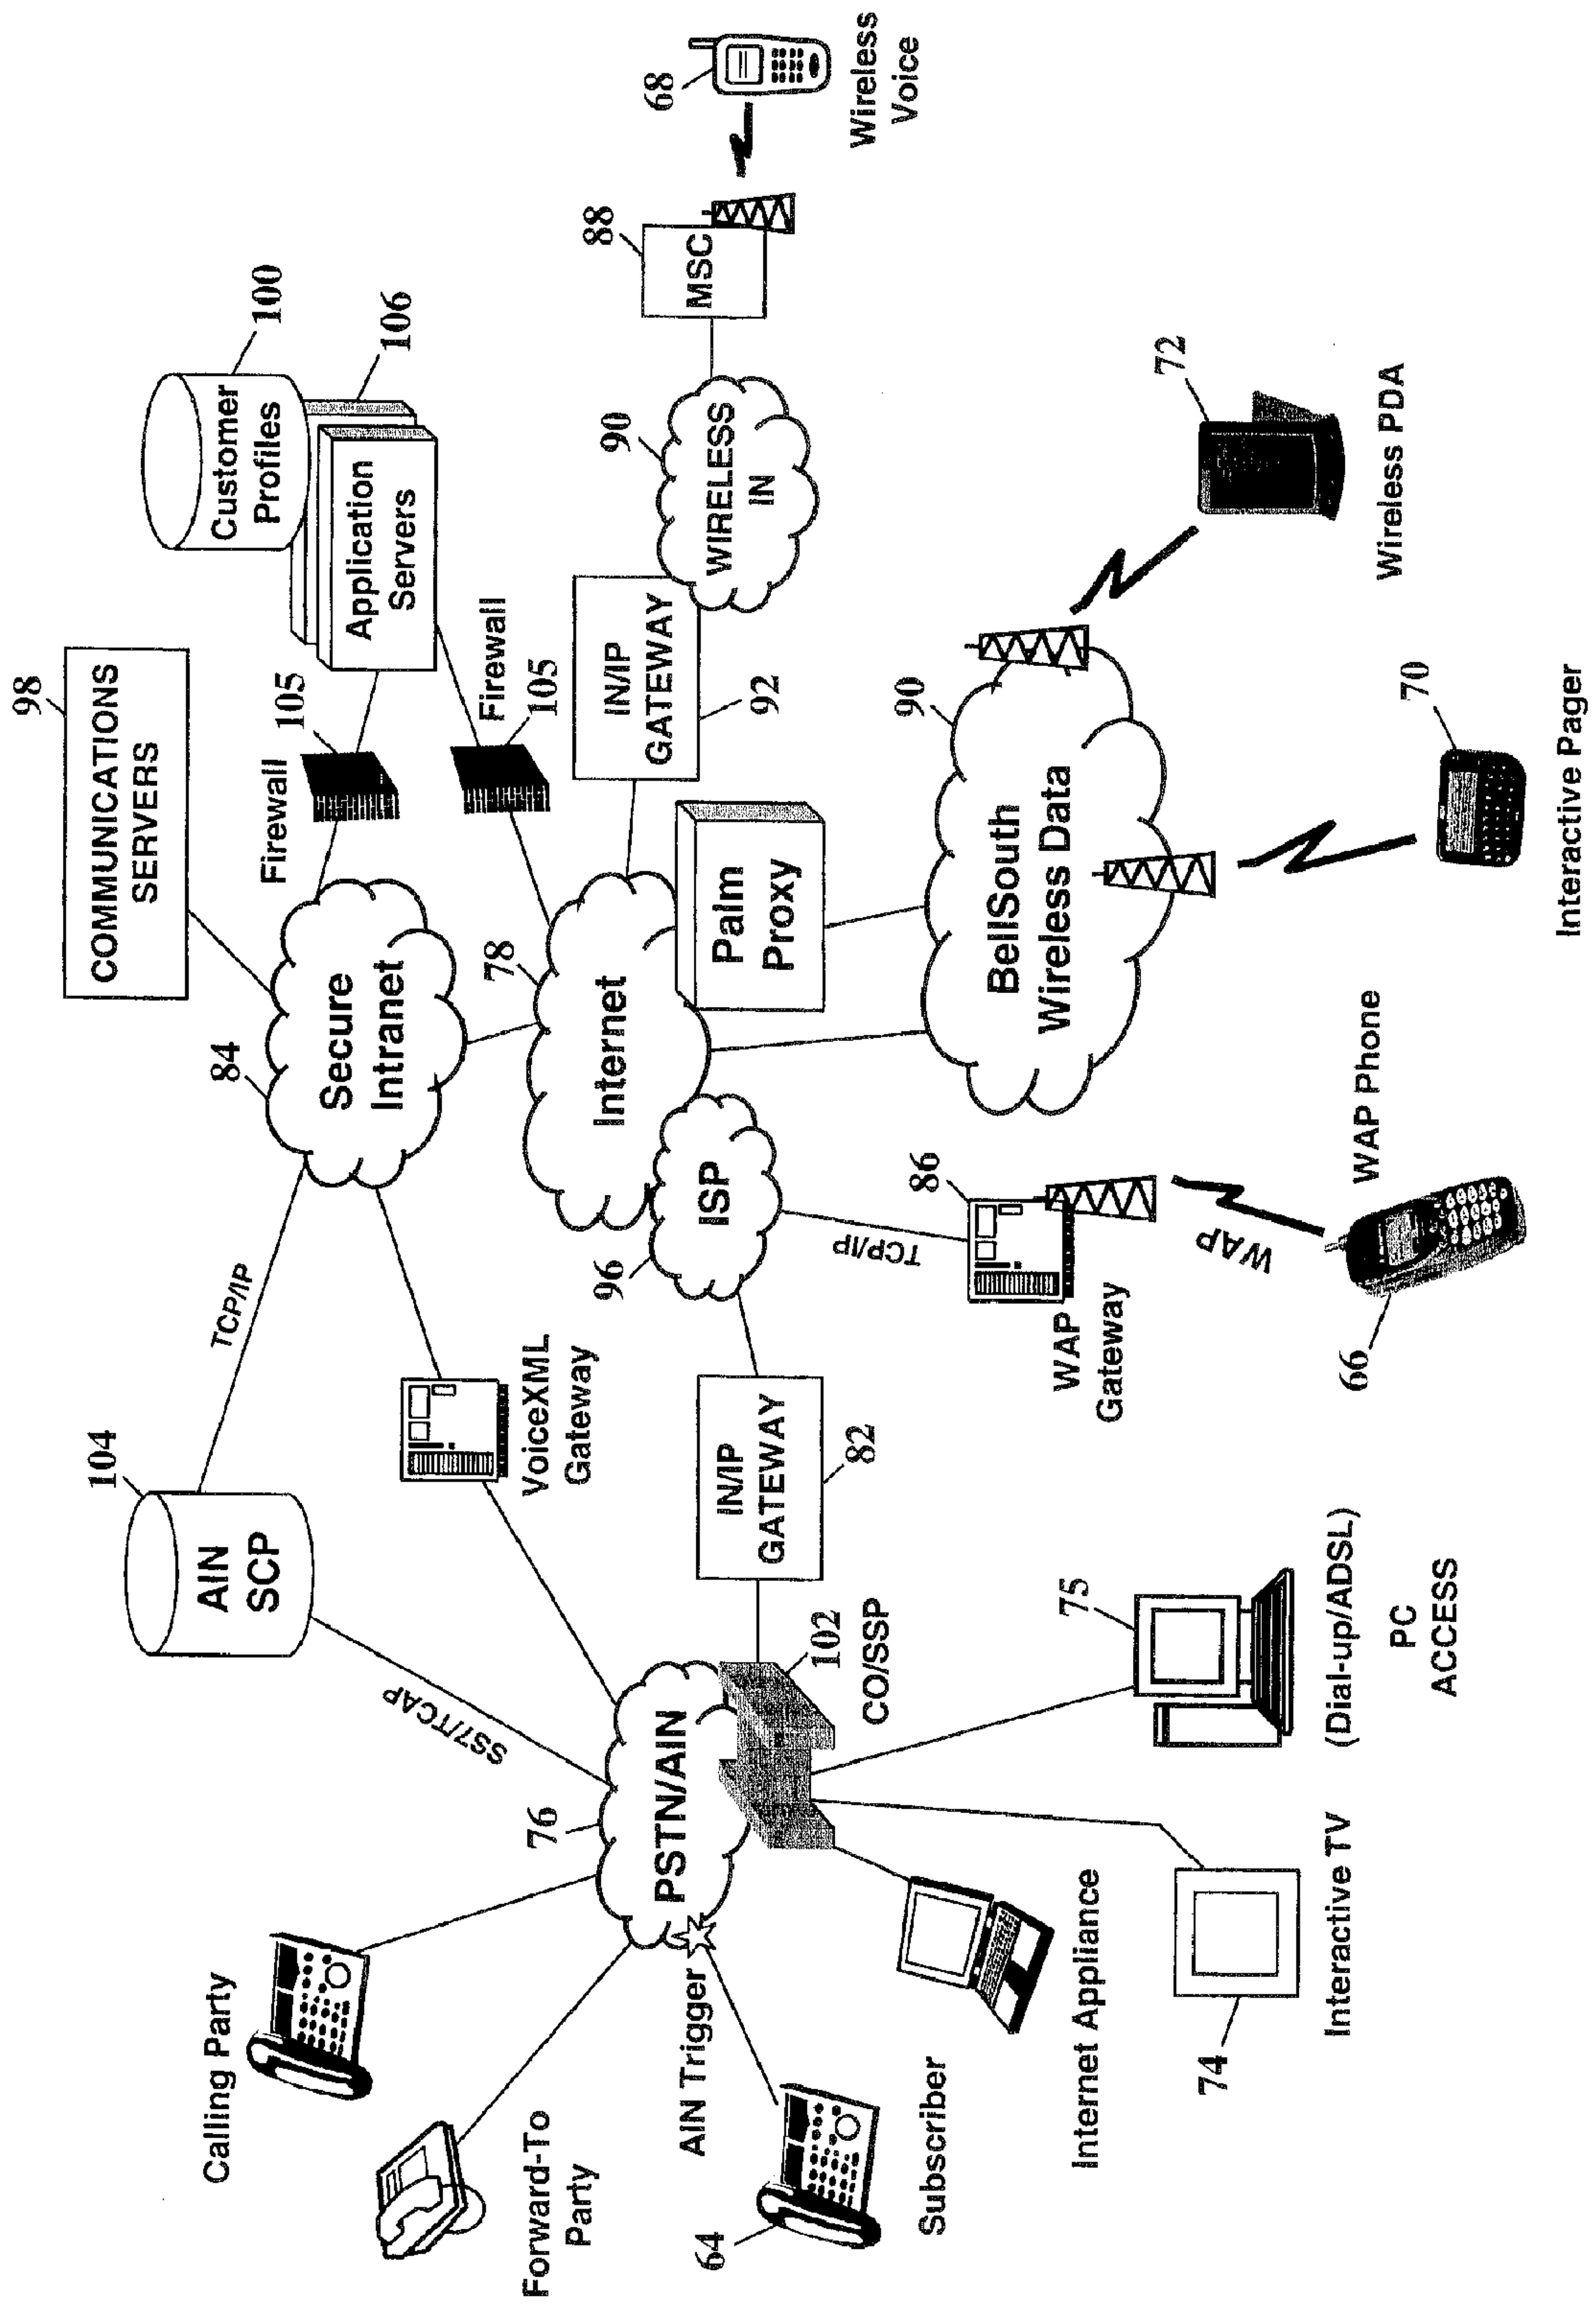 98
COMMUNICATIONS
SERVERS
100
Customer
Profiles
106
Application
Servers
104
AIN
SCP
TCP/IP
84
Secure
Intranet
Firewall
105
Firewall
105
Calling Party
SS7/TCAP
VoiceXML
Gateway
78
Internet
IN/IP
GATEWAY
92
90
WIRELESS
IN
88
MSC
68
Wireless
Voice
Forward-To
Party
76
PSTN/AIN
AIN Trigger
64
Subscriber
102
CO/SSP
IN/IP
GATEWAY
82
96
ISP
Palm
Proxy
TCP/IP
86
WAP
Gateway
90
BellSouth
Wireless Data
72
Wireless PDA
Internet Appliance
74
Interactive TV
75
(Dial-up/ADSL)
PC
ACCESS
WAP
66
WAP Phone
70
Interactive Pager